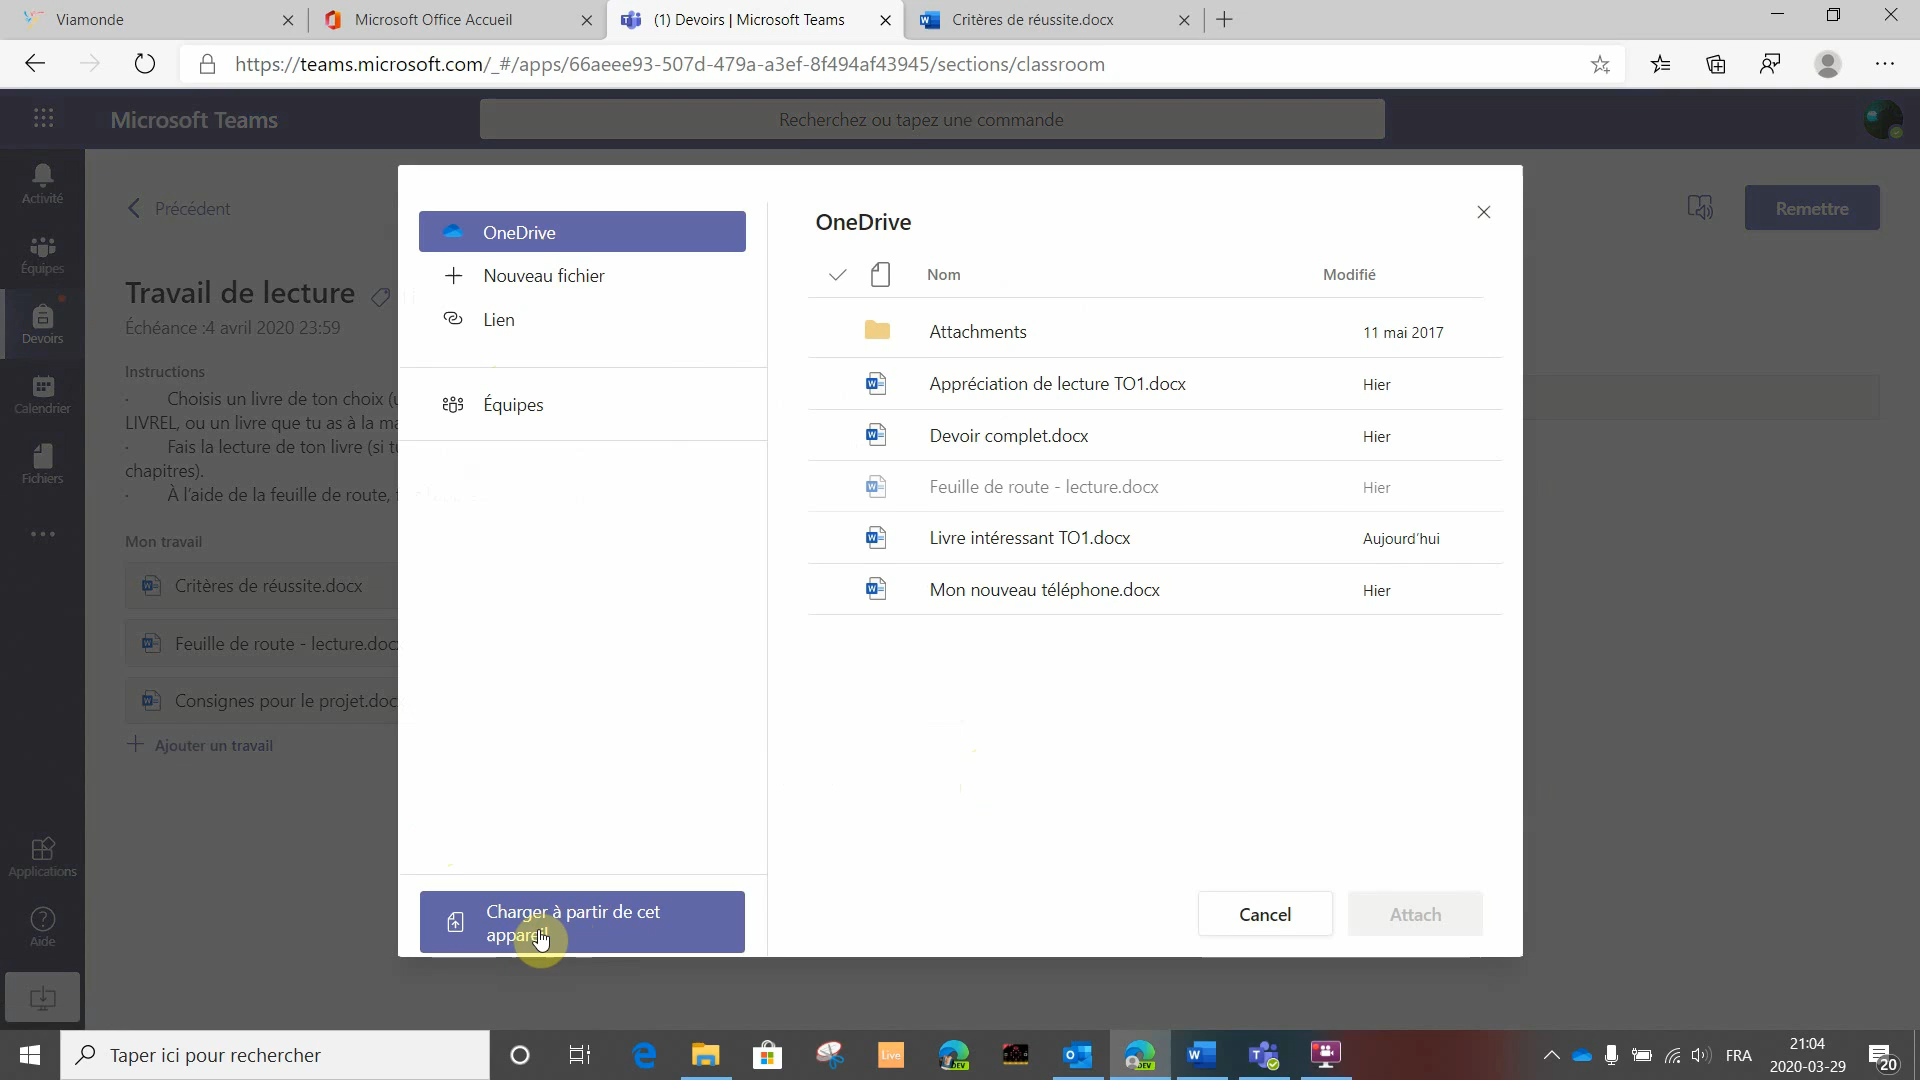 Viamonde
Microsoft Office Accueil
(1) Devoirs | Microsoft Teams
Critères de réussite.docx
https://teams.microsoft.com/_#/apps/66aeee93-507d-479a-a3ef-8f494af43945/sections/classroom
Microsoft Teams
Recherchez ou tapez une commande
Activité
Équipes
Devoirs
Calendrier
Fichiers
Applications
Aide
Précédent
Remettre
Travail de lecture
Échéance :4 avril 2020 23:59
Instructions
· Choisis un livre de ton choix (
LIVREL, ou un livre que tu as à la
· Fais la lecture de ton livre (si
chapitres).
· À l'aide de la feuille de route,
Mon travail
Critères de réussite.docx
Feuille de route - lecture.doc
Consignes pour le projet.doc
Ajouter un travail
OneDrive
Nouveau fichier
Lien
Équipes
Charger à partir de cet
appareil
OneDrive
Nom Modifié
Attachments 11 mai 2017
Appréciation de lecture TO1.docx Hier
Devoir complet.docx Hier
Feuille de route - lecture.docx Hier
Livre intéressant TO1.docx Aujourd'hui
Mon nouveau téléphone.docx Hier
Cancel
Attach
Taper ici pour rechercher
Live
DEV
DEV
FRA
21:04
2020-03-29
20